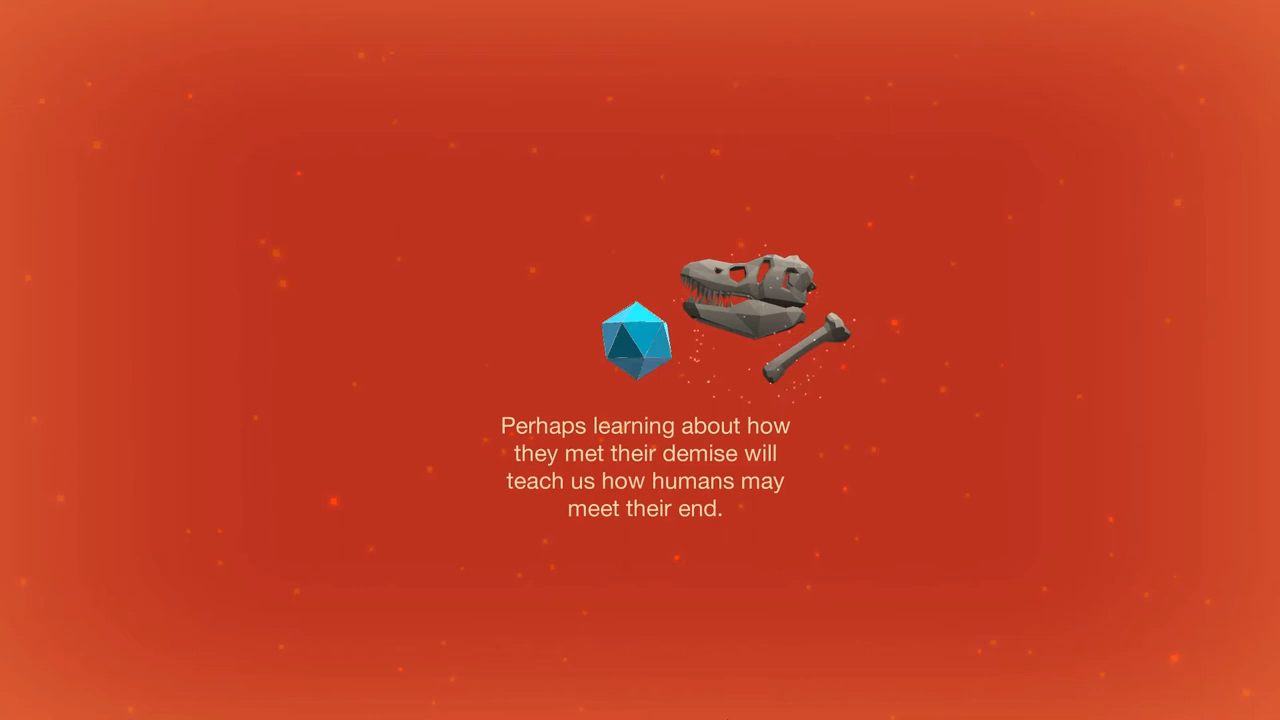 Perhaps learning about how
they met their demise will
teach us how humans may
meet their end.